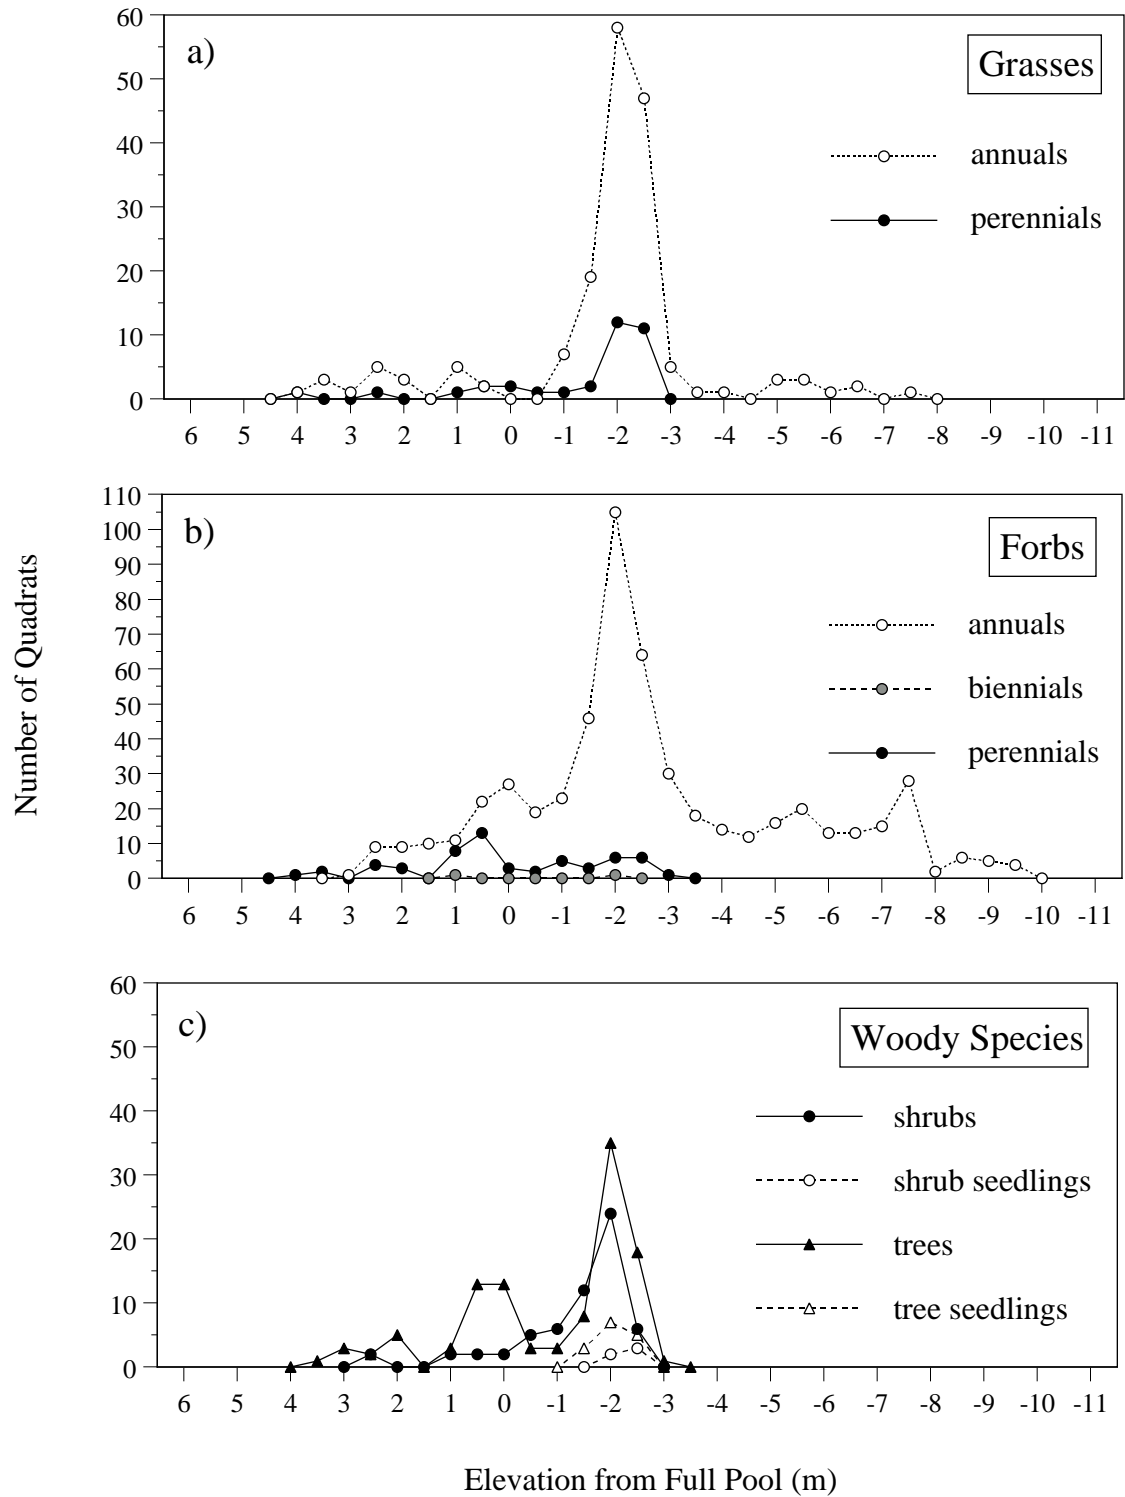 60
a)
Grasses
50
40
annuals
30
perennials
20
10
0
6 5 4 3 2 1 0 -1 -2 -3 -4 -5 -6 -7 -8 -9 -10 -11
110
b)
Forbs
100
90
80
annuals
70
biennials
60
50
perennials
40
30
20
10
0
6 5 4 3 2 1 0 -1 -2 -3 -4 -5 -6 -7 -8 -9 -10 -11
Number of Quadrats
60
c)
Woody Species
50
40
shrubs
30
shrub seedlings
20
trees
10
tree seedlings
0
6 5 4 3 2 1 0 -1 -2 -3 -4 -5 -6 -7 -8 -9 -10 -11
Elevation from Full Pool (m)